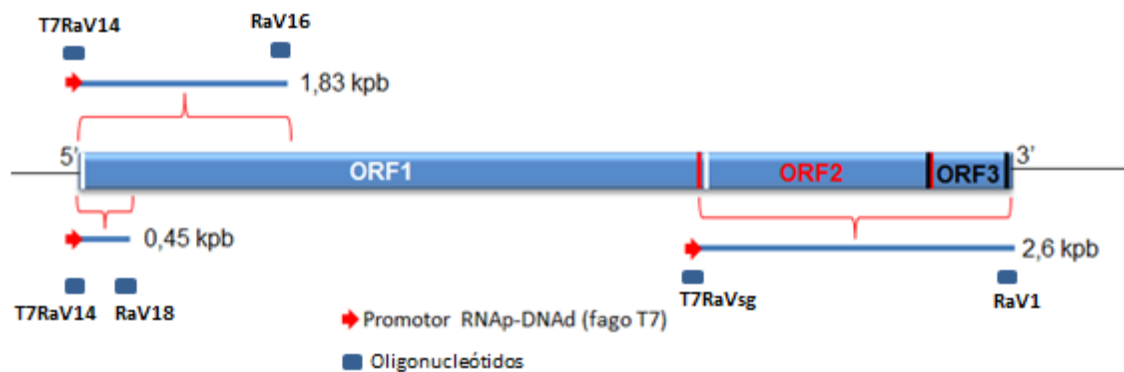 T7RaV14
RaV16
1,83 kpb
5’
3’
ORF1
ORF2
ORF3
0,45 kpb
2,6 kpb
T7RaV14
RaV18
T7RaVsg
RaV1
Promotor RNAp-DNAd (fago T7)
Oligonucleótidos